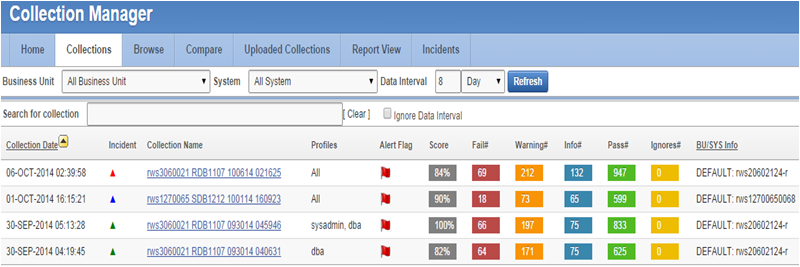 Collection Manager
Home Collections Browse Compare Uploaded Collections Report View Incidents
Business Unit All Business Unit System All System Data Interval 8 Day Refresh
Search for collection [ Clear ] Ignore Data Interval
Collection Date Incident Collection Name Profiles Alert Flag Score Fail# Warning# Info# Pass# Ignores# BU/SYS Info
06-OCT-2014 02:39:58 rws3060021 RDB1107 100614 021625 All 84% 69 212 132 947 0 DEFAULT: rws20602124-r
01-OCT-2014 16:15:21 rws1270065 SDB1212 100114 160923 All 90% 18 73 65 599 0 DEFAULT: rws12700650068
30-SEP-2014 05:13:28 rws3060021 RDB1107 093014 045946 sysadmin, dba 100% 66 197 75 833 0 DEFAULT: rws20602124-r
30-SEP-2014 04:19:45 rws3060021 RDB1107 093014 040631 dba 82% 64 171 75 625 0 DEFAULT: rws20602124-r